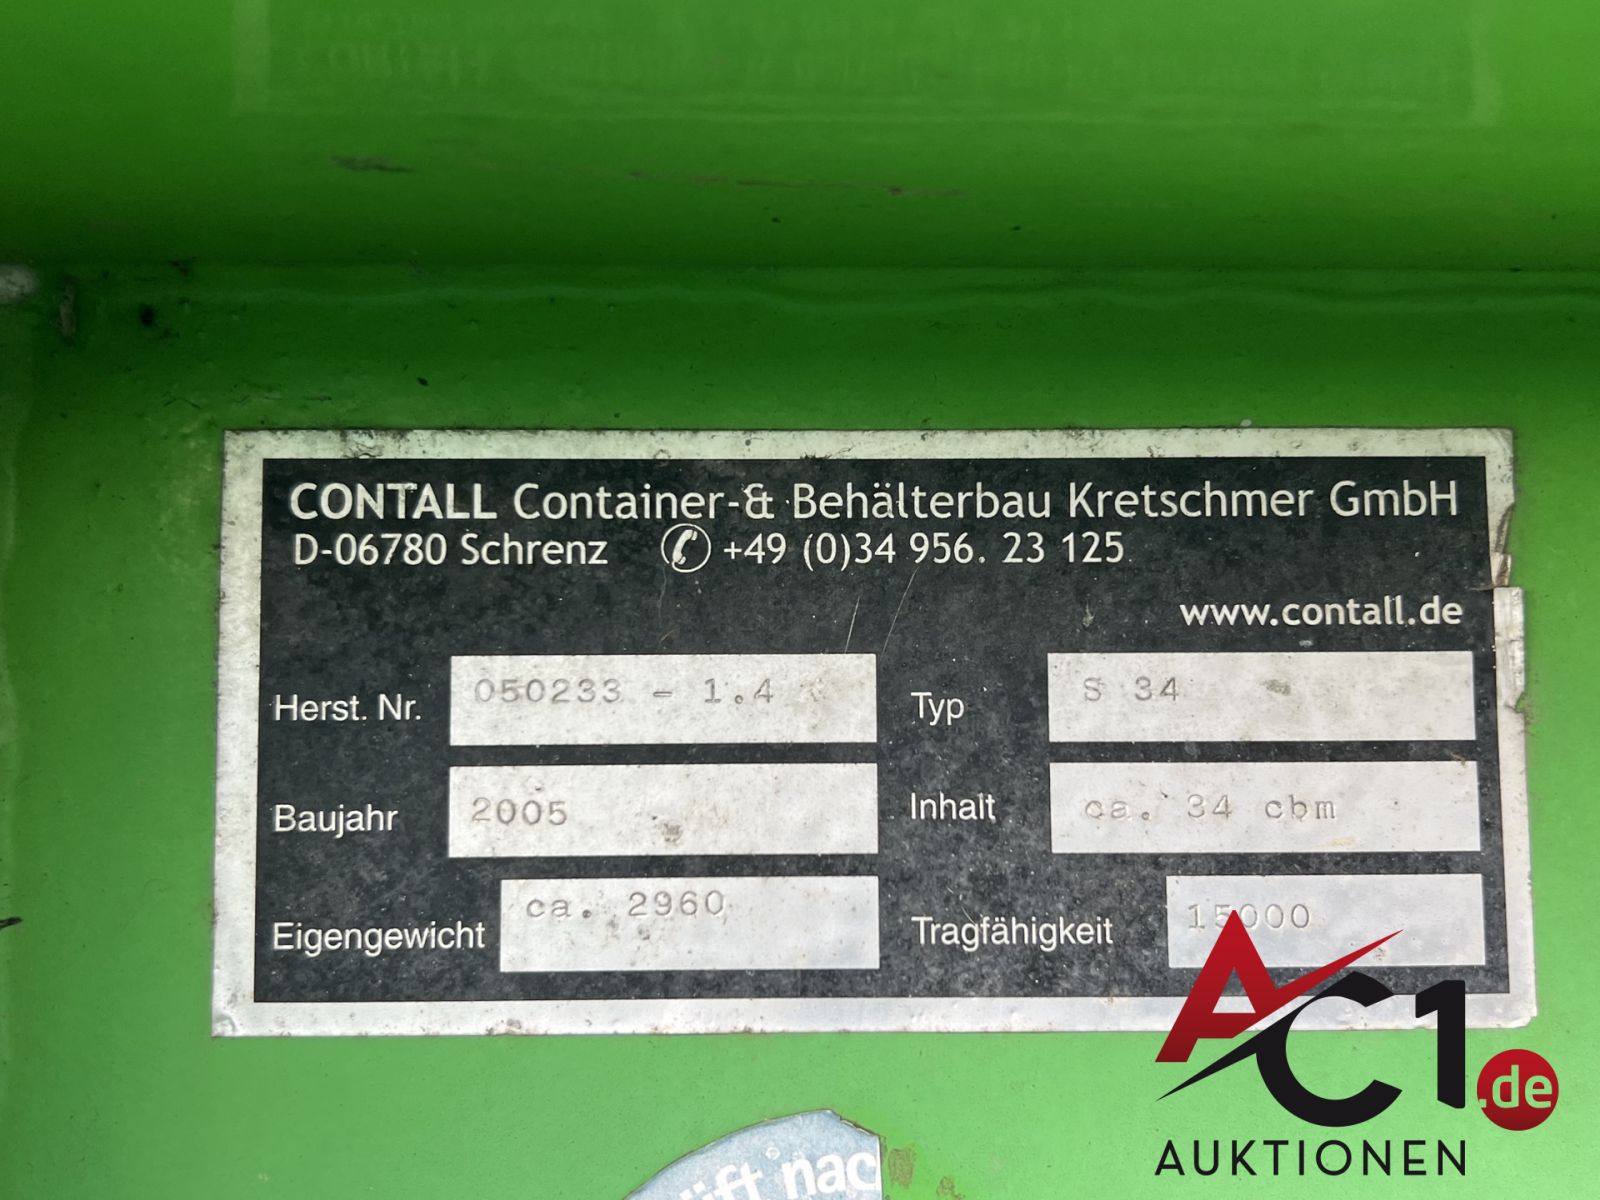 CONTALL Container-& Behälterbau Kretschmer GmbH
D-06780 Schrenz +49 (0)34 956. 23 125
www.contall.de
Herst. Nr. 050233 - 1.4 Typ S 34
Baujahr 2005 Inhalt ca. 34 cbm
Eigengewicht ca. 2960 Tragfähigkeit 15000
AC1.de
AUKTIONEN
nac